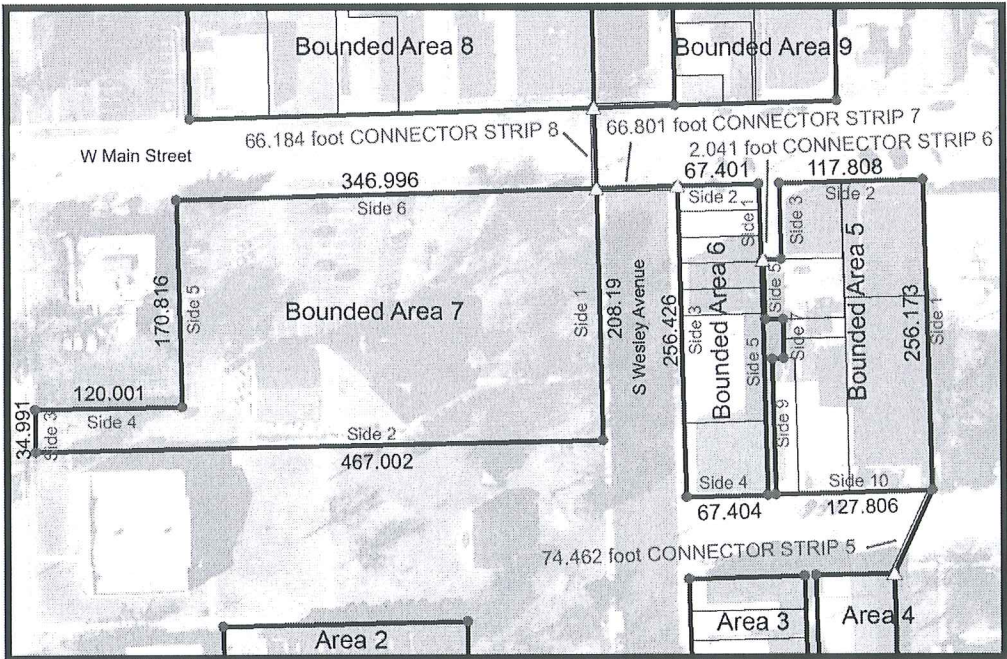 Bounded Area 8
Bounded Area 9
66.184 foot CONNECTOR STRIP 8
66.801 foot CONNECTOR STRIP 7
2.041 foot CONNECTOR STRIP 6
W Main Street
346.996
Side 6
67.401
Side 2
117.808
Side 2
Side 1
Side 3
170.816
Side 5
Bounded Area 7
Side 1
208.19
S Wesley Avenue
256.426
Side 3
Bounded Area 6
Side 5
Side 5
Side 7
Bounded Area 5
256.173
Side 1
120.001
Side 4
34.991
Side 3
Side 2
467.002
Side 9
Side 4
67.404
Side 10
127.806
74.462 foot CONNECTOR STRIP 5
Area 2
Area 3
Area 4